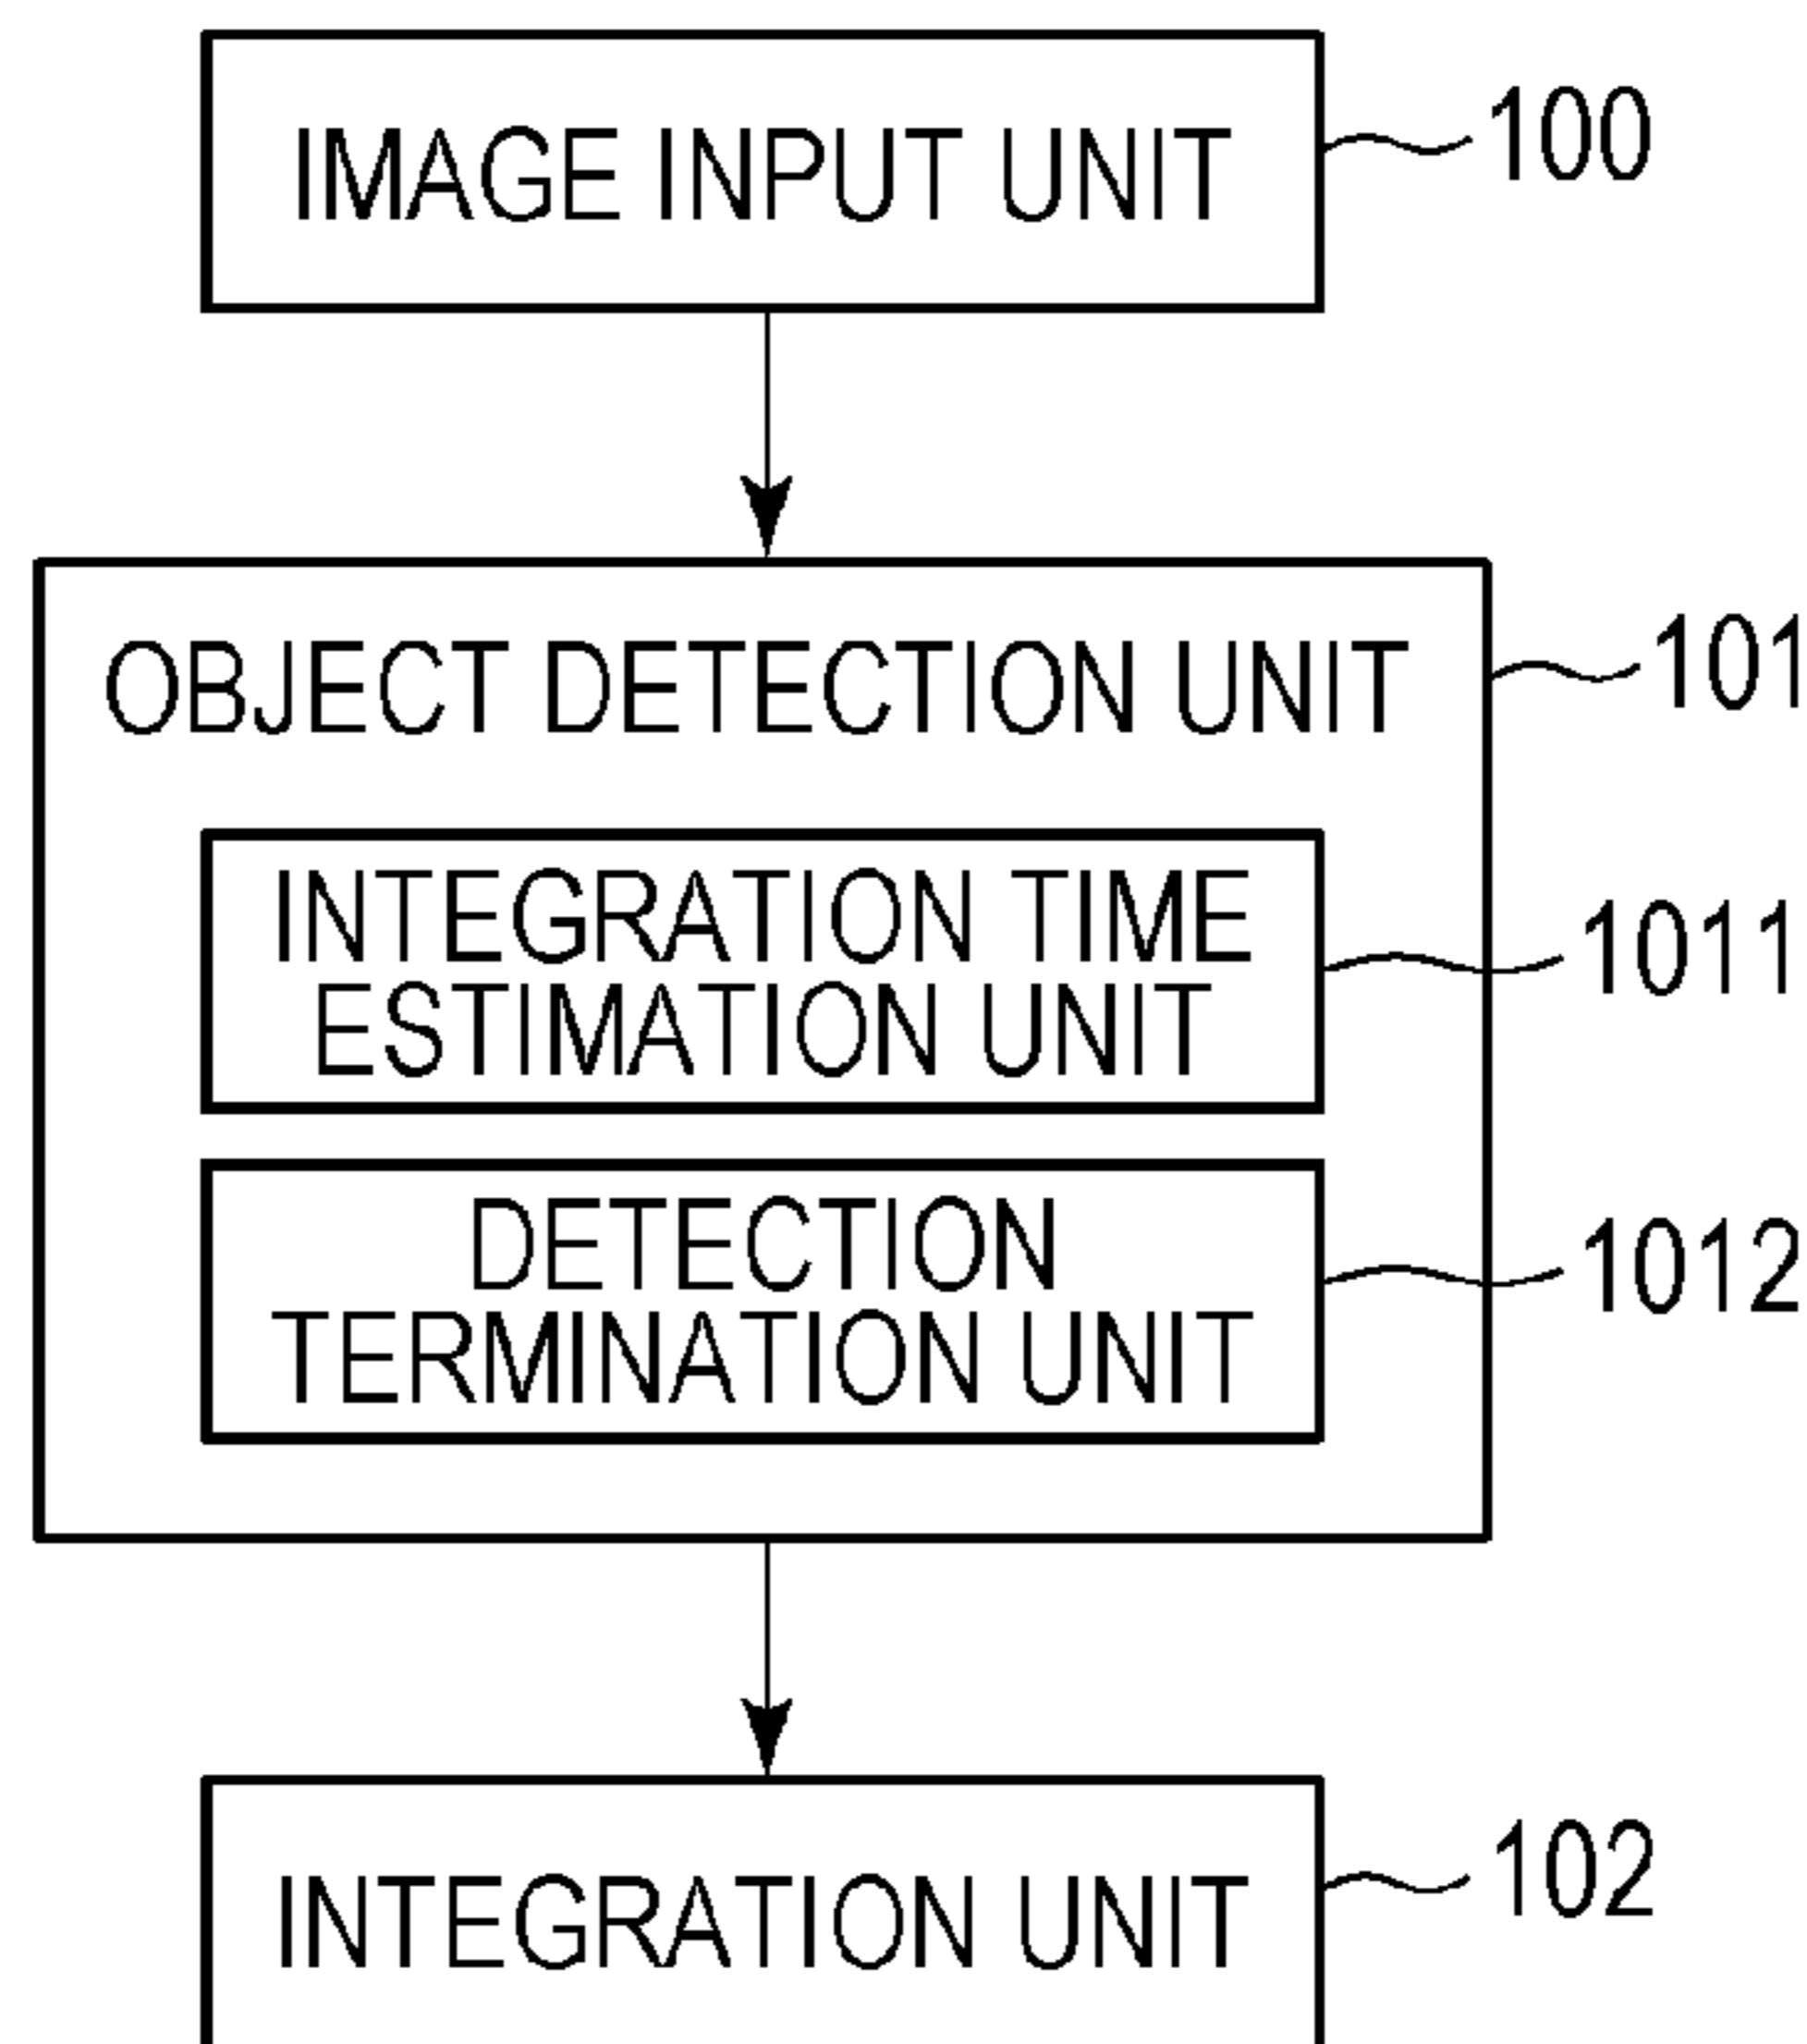 IMAGE INPUT UNIT
100
OBJECT DETECTION UNIT
101
INTEGRATION TIME
ESTIMATION UNIT
1011
DETECTION
TERMINATION UNIT
1012
INTEGRATION UNIT
102